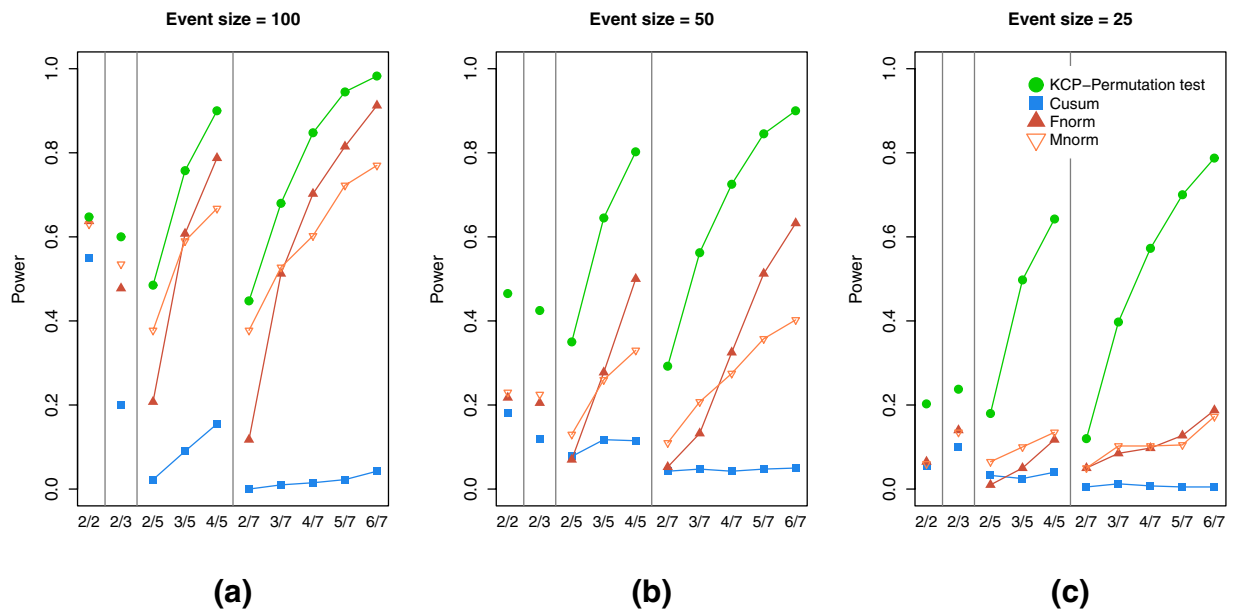 Event size = 100
Power
1.0
0.8
0.6
0.4
0.2
0.0
2/2 2/3 2/5 3/5 4/5 2/7 3/7 4/7 5/7 6/7
(a)
Event size = 50
Power
1.0
0.8
0.6
0.4
0.2
0.0
2/2 2/3 2/5 3/5 4/5 2/7 3/7 4/7 5/7 6/7
(b)
Event size = 25
KCP−Permutation test
Cusum
Fnorm
Mnorm
Power
1.0
0.8
0.6
0.4
0.2
0.0
2/2 2/3 2/5 3/5 4/5 2/7 3/7 4/7 5/7 6/7
(c)